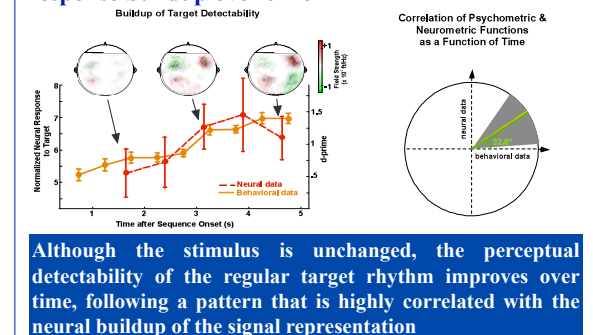 Buildup of Target Detectability
Correlation of Psychometric &
Neurometric Functions
as a Function of Time
+1
-1
Field Strength
(x 10³ ft/Hz)
8
7
6
5
Normalized Neural Response
to Target
1,5
1
.5
d-prime
Neural data
Behavioral data
1 2 3 4 5
Time after Sequence Onset (s)
neural data
behavioral data
Although the stimulus is unchanged, the perceptual
detectability of the regular target rhythm improves over
time, following a pattern that is highly correlated with the
neural buildup of the signal representation